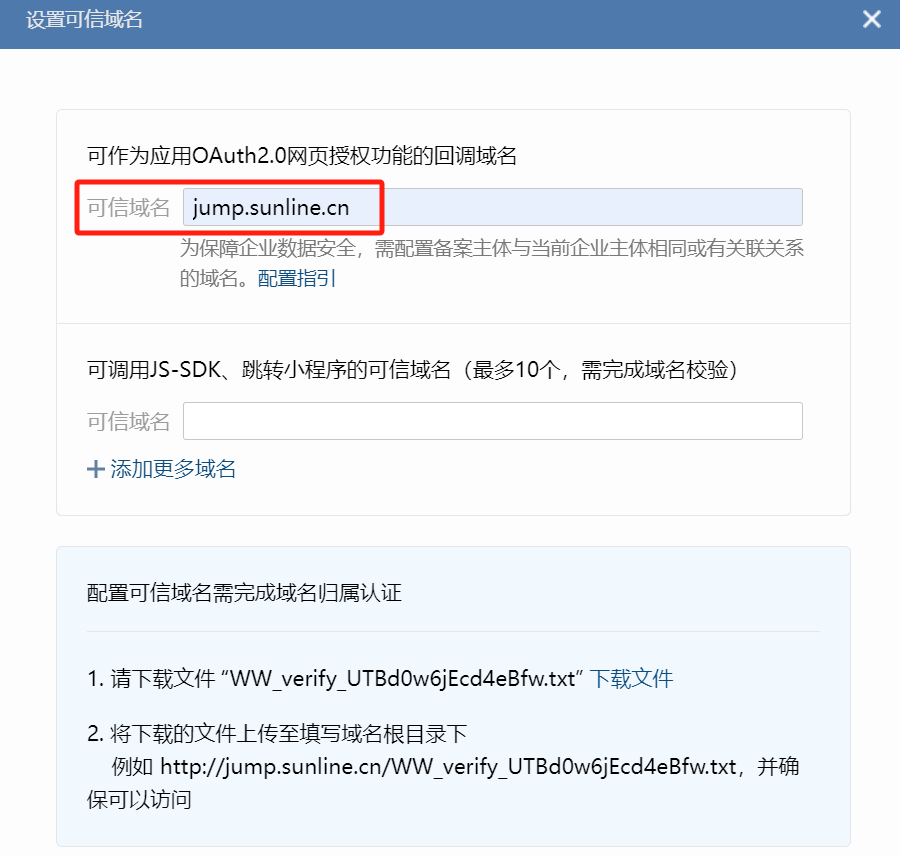 设置可信域名
可作为应用OAuth2.0网页授权功能的回调域名
可信域名 jump.sunline.cn
为保障企业数据安全，需配置备案主体与当前企业主体相同或有关联关系
的域名。配置指引
可调用JS-SDK、跳转小程序的可信域名（最多10个，需完成域名校验）
可信域名
添加更多域名
配置可信域名需完成域名归属认证
1. 请下载文件 “WW_verify_UTBd0w6jEcd4eBfw.txt” 下载文件
2. 将下载的文件上传至填写域名根目录下
例如 http://jump.sunline.cn/WW_verify_UTBd0w6jEcd4eBfw.txt，并确
保可以访问